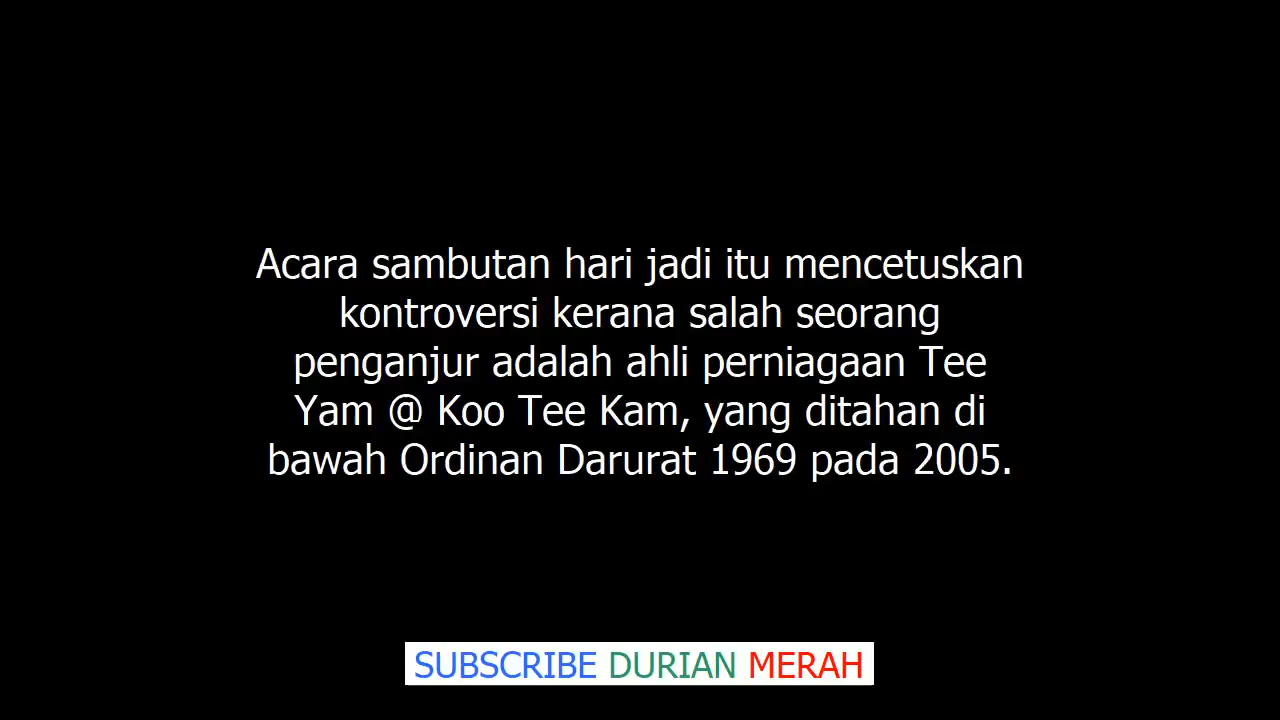 Acara sambutan hari jadi itu mencetuskan
kontroversi kerana salah seorang
penganjur adalah ahli perniagaan Tee
Yam @ Koo Tee Kam, yang ditahan di
bawah Ordinan Darurat 1969 pada 2005.
SUBSCRIBE DURIAN MERAH